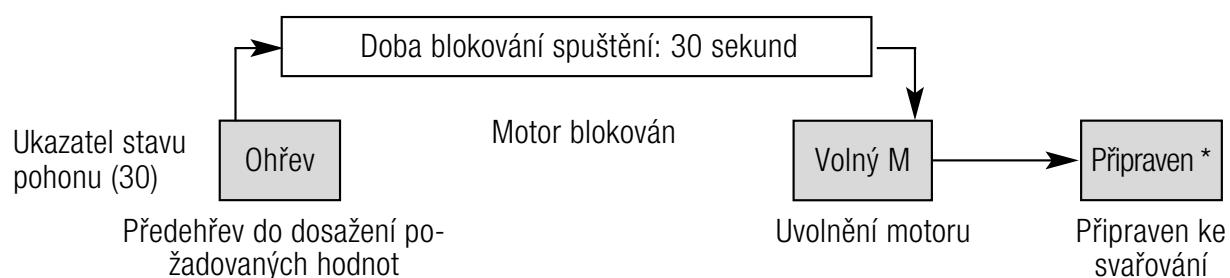 Doba blokování spuštění: 30 sekund
Ukazatel stavu
pohonu (30)
Ohřev
Motor blokován
Volný M
Připraven *
Předehřev do dosažení po-
žadovaných hodnot
Uvolnění motoru
Připraven ke
svařování